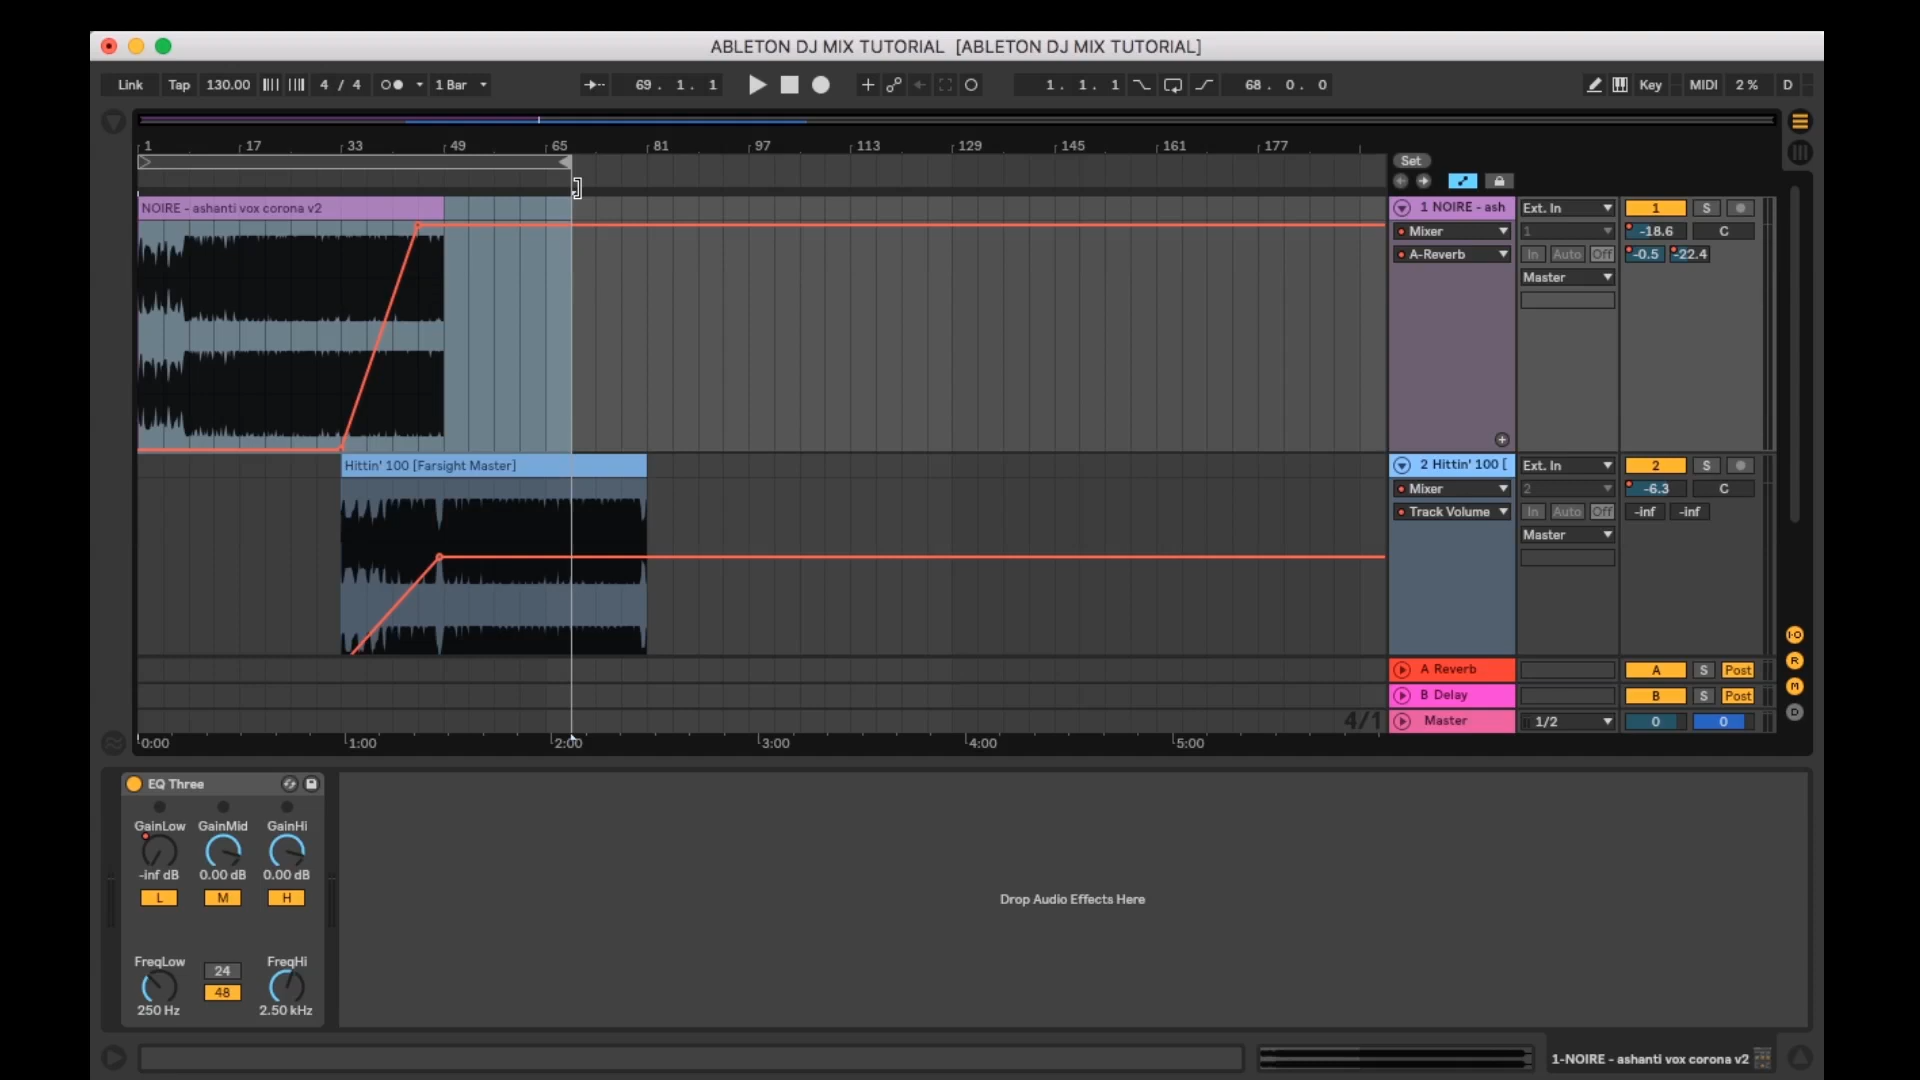 ABLETON DJ MIX TUTORIAL [ABLETON DJ MIX TUTORIAL]
Link Tap 130.00 4 / 4 1 Bar 69. 1. 1 1. 1. 1 68. 0. 0 Key MIDI 2 % D
1 17 33 49 65 81 97 113 129 145 161 177
Set
NOIRE - ashanti vox corona v2 1 NOIRE - ash Ext. In 1 S
Mixer 1 -18.6 C
A-Reverb In Auto Off -0.5 -22.4
Master
Hittin' 100 [Farsight Master] 2 Hittin' 100 [ Ext. In 2 S
Mixer 2 -6.3 C
Track Volume In Auto Off -inf -inf
Master
I·O
R
M
D
A Reverb A S Post
B Delay B S Post
4/1 Master 1/2 0 0
0:00 1:00 2:00 3:00 4:00 5:00
EQ Three
GainLow GainMid GainHi
-inf dB 0.00 dB 0.00 dB
L M H
Drop Audio Effects Here
FreqLow 24 FreqHi
48
250 Hz 2.50 kHz
1-NOIRE - ashanti vox corona v2